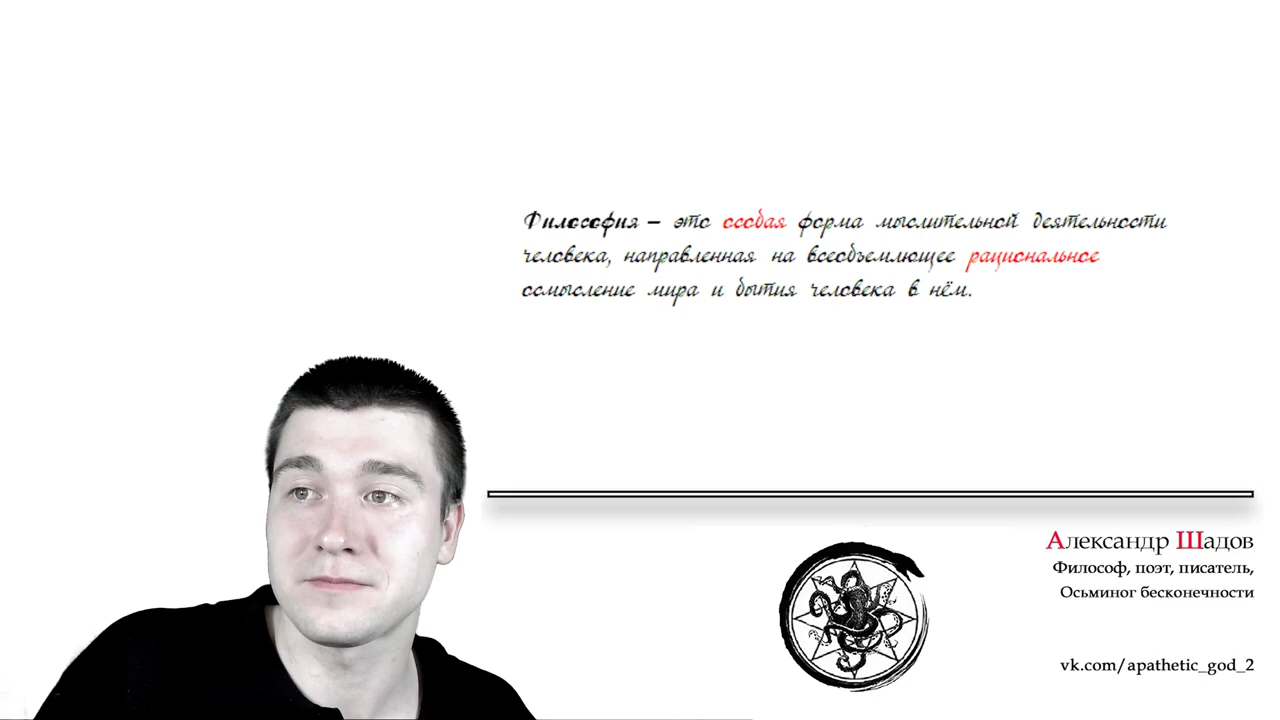 Философия – это особая форма мыслительной деятельности
человека, направленная на всеобъемлющее рациональное
осмысление мира и бытия человека в нём.
Александр Шадов
Философ, поэт, писатель,
Осьминог бесконечности
vk.com/apathetic_god_2